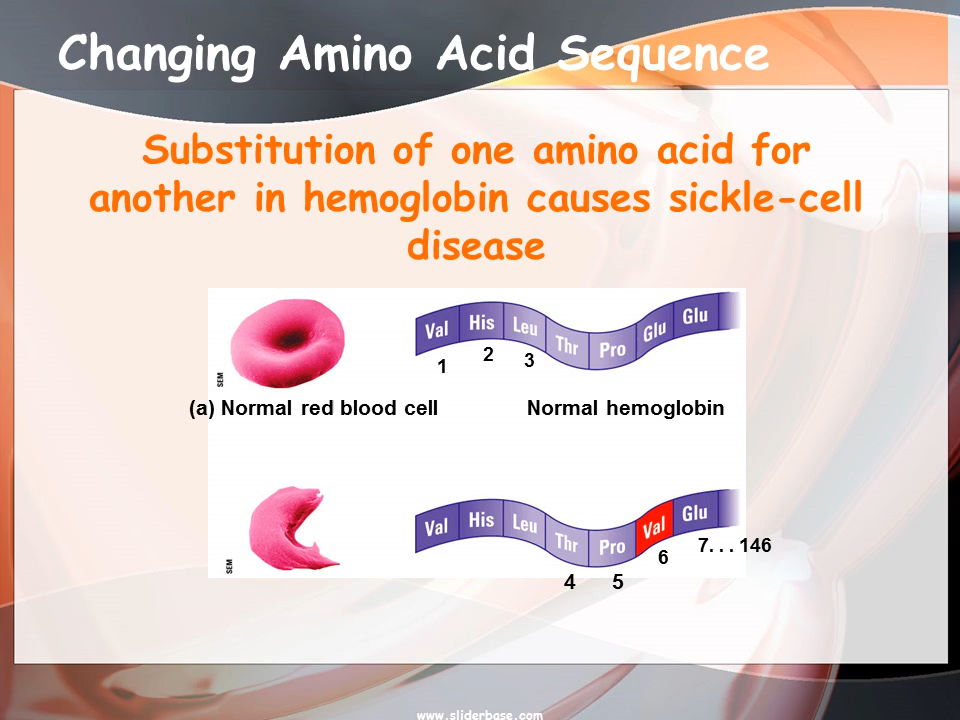 Changing Amino Acid Sequence
Substitution of one amino acid for
another in hemoglobin causes sickle-cell
disease
Val His Leu Thr Pro Glu Glu
1 2 3
SEM
(a) Normal red blood cell Normal hemoglobin
Val His Leu Thr Pro Val Glu
SEM
4 5 6 7. . . 146
www.sliderbase.com